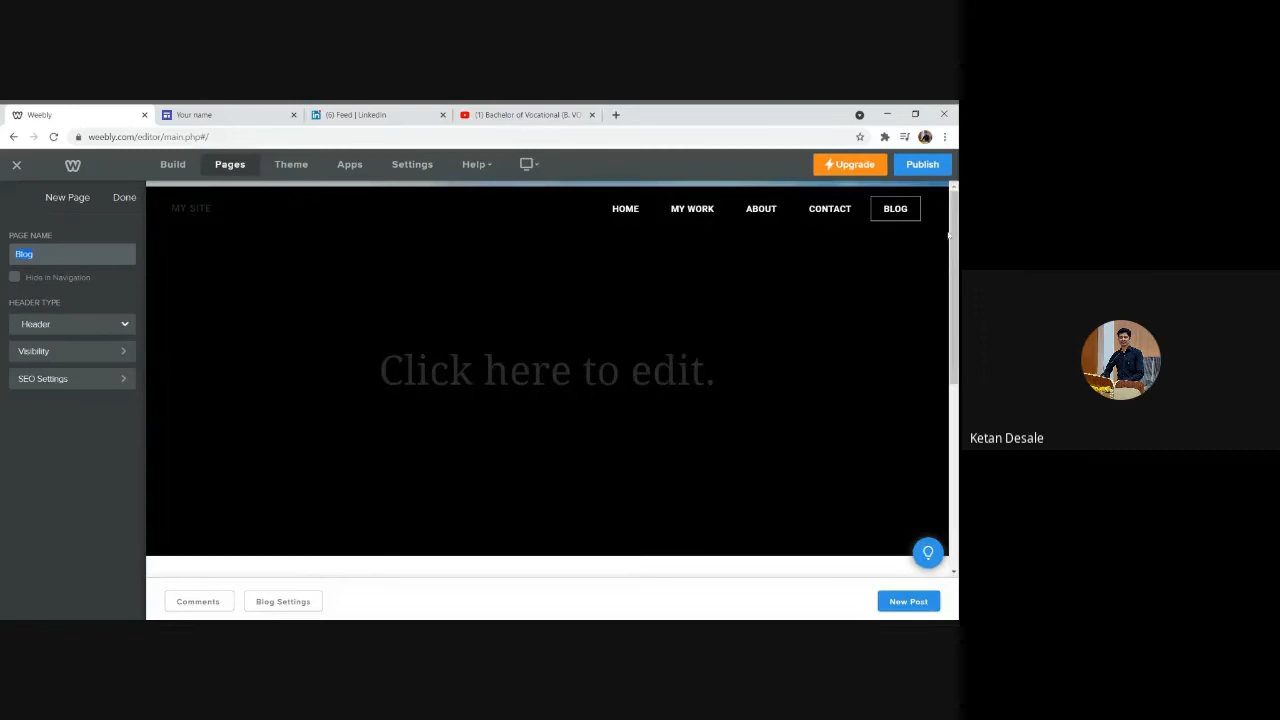 Weebly
Your name
(6) Feed | LinkedIn
(1) Bachelor of Vocational (B. VO
weebly.com/editor/main.php#/
Build
Pages
Theme
Apps
Settings
Help
Upgrade
Publish
New Page
Done
MY SITE
HOME
MY WORK
ABOUT
CONTACT
BLOG
PAGE NAME
Blog
Hide in Navigation
HEADER TYPE
Header
Visibility
SEO Settings
Click here to edit.
Ketan Desale
Comments
Blog Settings
New Post